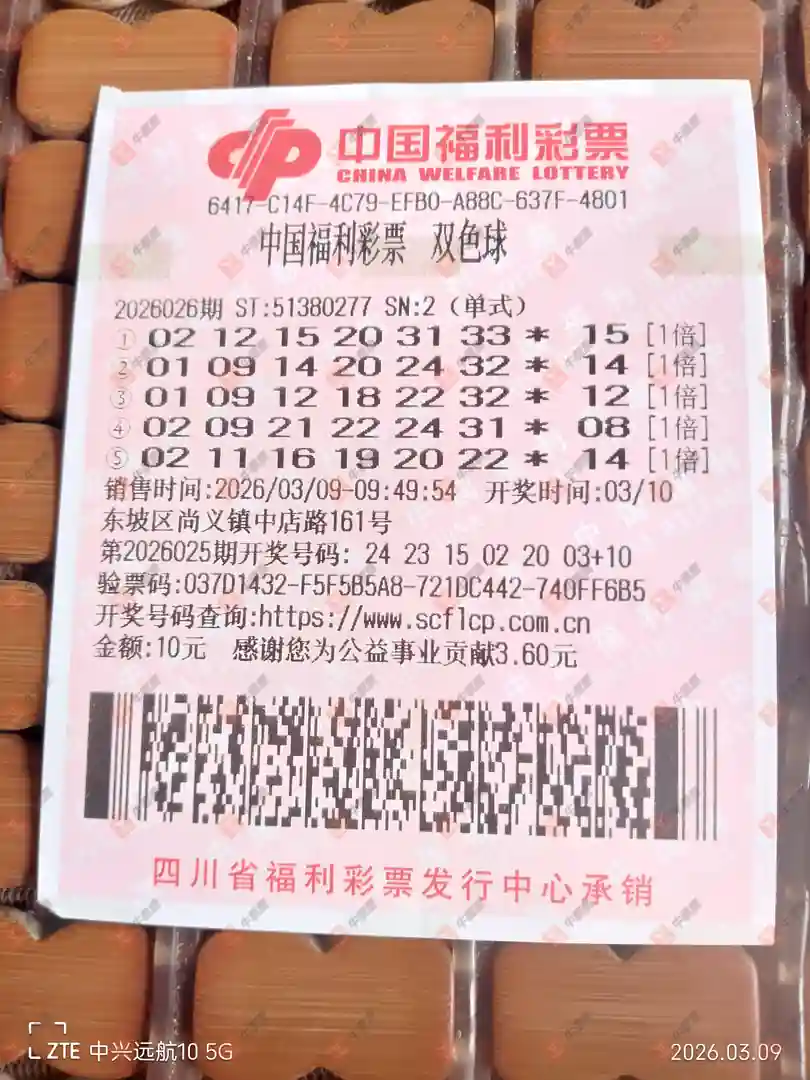 中国福利彩票
CHINA WELFARE LOTTERY
6417-C14F-4C79-EFB0-A88C-637F-4801
中国福利彩票 双色球
2026026期 ST:51380277 SN:2 (单式)
① 02 12 15 20 31 33 * 15 [1倍]
② 01 09 14 20 24 32 * 14 [1倍]
③ 01 09 12 18 22 32 * 12 [1倍]
④ 02 09 21 22 24 31 * 08 [1倍]
⑤ 02 11 16 19 20 22 * 14 [1倍]
销售时间:2026/03/09-09:49:54 开奖时间:03/10
东坡区尚义镇中店路161号
第2026025期开奖号码: 24 23 15 02 20 03+10
验票码:037D1432-F5F5B5A8-721DC442-740FF6B5
开奖号码查询:https://www.scflcp.com.cn
金额:10元 感谢您为公益事业贡献3.60元
四川省福利彩票发行中心承销
ZTE 中兴远航10 5G
2026.03.09